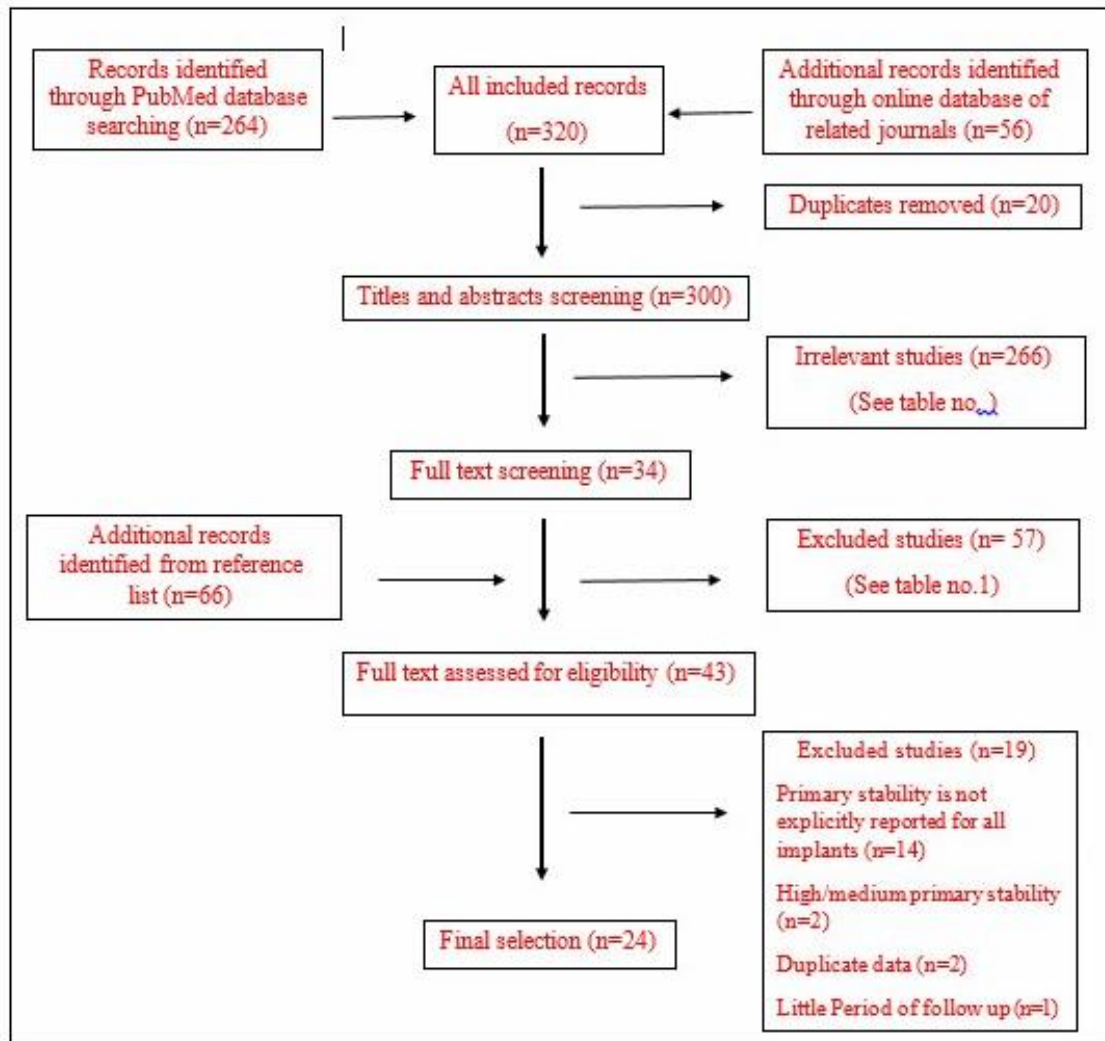 Records identified
through PubMed database
searching (n=264)
All included records
(n=320)
Additional records identified
through online database of
related journals (n=56)
Duplicates removed (n=20)
Titles and abstracts screening (n=300)
Irrelevant studies (n=266)
(See table no..)
Full text screening (n=34)
Additional records
identified from reference
list (n=66)
Excluded studies (n= 57)
(See table no.1)
Full text assessed for eligibility (n=43)
Excluded studies (n=19)
Primary stability is not
explicitly reported for all
implants (n=14)
High/medium primary stability
(n=2)
Duplicate data (n=2)
Little Period of follow up (n=1)
Final selection (n=24)